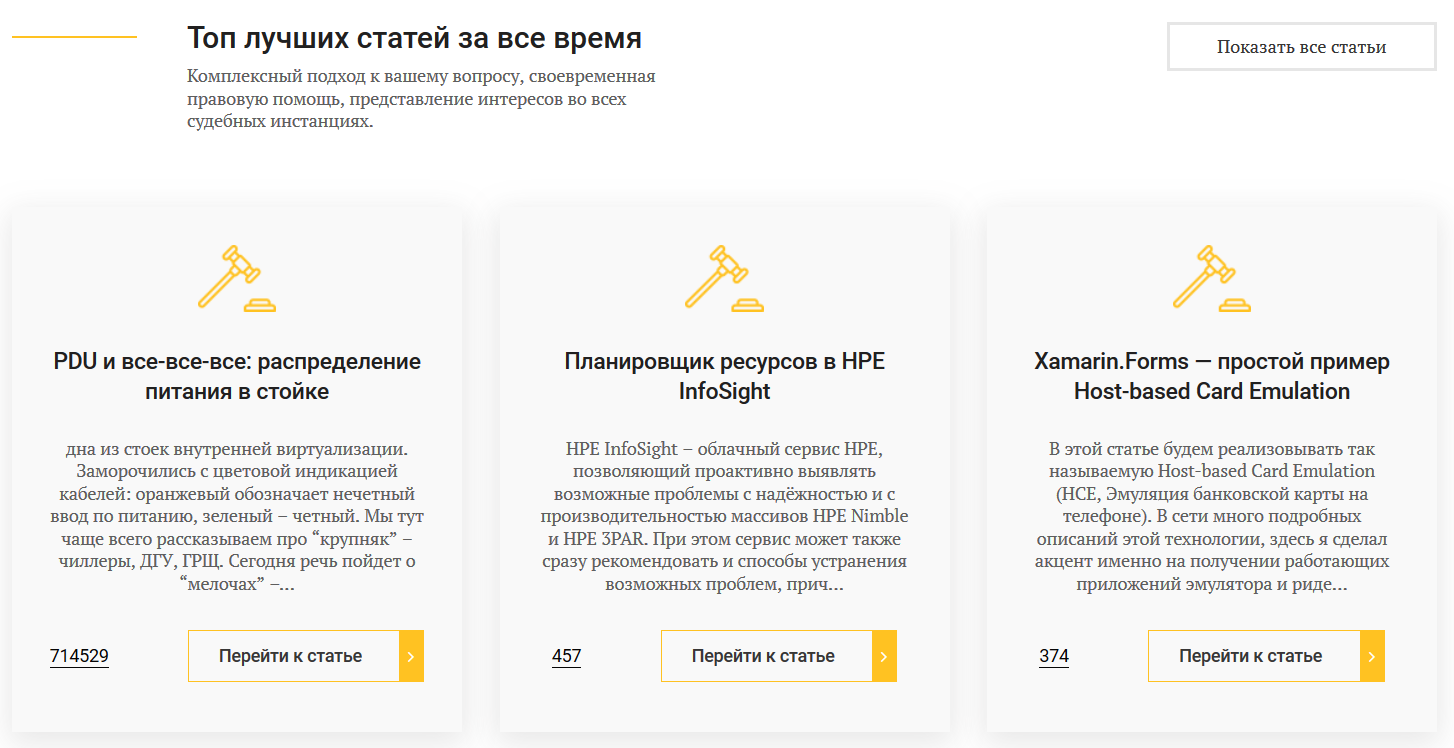 Топ лучших статей за все время
Показать все статьи
Комплексный подход к вашему вопросу, своевременная
правовую помощь, представление интересов во всех
судебных инстанциях.
PDU и все-все-все: распределение
питания в стойке
дна из стоек внутренней виртуализации.
Заморочились с цветовой индикацией
кабелей: оранжевый обозначает нечетный
ввод по питанию, зеленый – четный. Мы тут
чаще всего рассказываем про “крупняк” –
чиллеры, ДГУ, ГРЩ. Сегодня речь пойдет о
“мелочах” –...
714529
Перейти к статье
Планировщик ресурсов в HPE
InfoSight
HPE InfoSight – облачный сервис HPE,
позволяющий проактивно выявлять
возможные проблемы с надёжностью и с
производительностью массивов HPE Nimble
и HPE 3PAR. При этом сервис может также
сразу рекомендовать и способы устранения
возможных проблем, прич...
457
Перейти к статье
Xamarin.Forms — простой пример
Host-based Card Emulation
В этой статье будем реализовывать так
называемую Host-based Card Emulation
(HCE, Эмуляция банковской карты на
телефоне). В сети много подробных
описаний этой технологии, здесь я сделал
акцент именно на получении работающих
приложений эмулятора и риде...
374
Перейти к статье